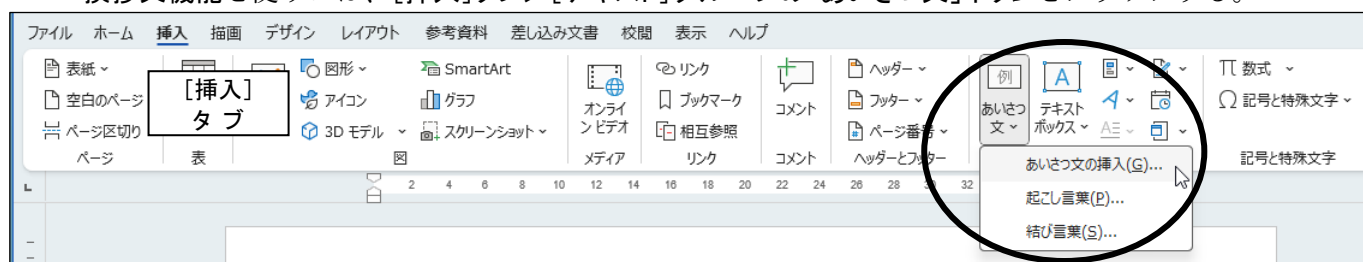 ファイル ホーム 挿入 描画 デザイン レイアウト 参考資料 差し込み文書 校閲 表示 ヘルプ
表紙
空白のページ
ページ区切り
ページ
[挿入]
タブ
表
図形
アイコン
3D モデル
SmartArt
グラフ
スクリーンショット
図
オンライ
ンビデオ
メディア
リンク
ブックマーク
相互参照
リンク
コメント
コメント
ヘッダー
フッター
ページ番号
ヘッダーとフッター
例
あいさつ
文
A
テキスト
ボックス
数式
記号と特殊文字
記号と特殊文字
あいさつ文の挿入(G)...
起こし言葉(P)...
結び言葉(S)...
2 4 6 8 10 12 14 16 18 20 22 24 26 28 30 32